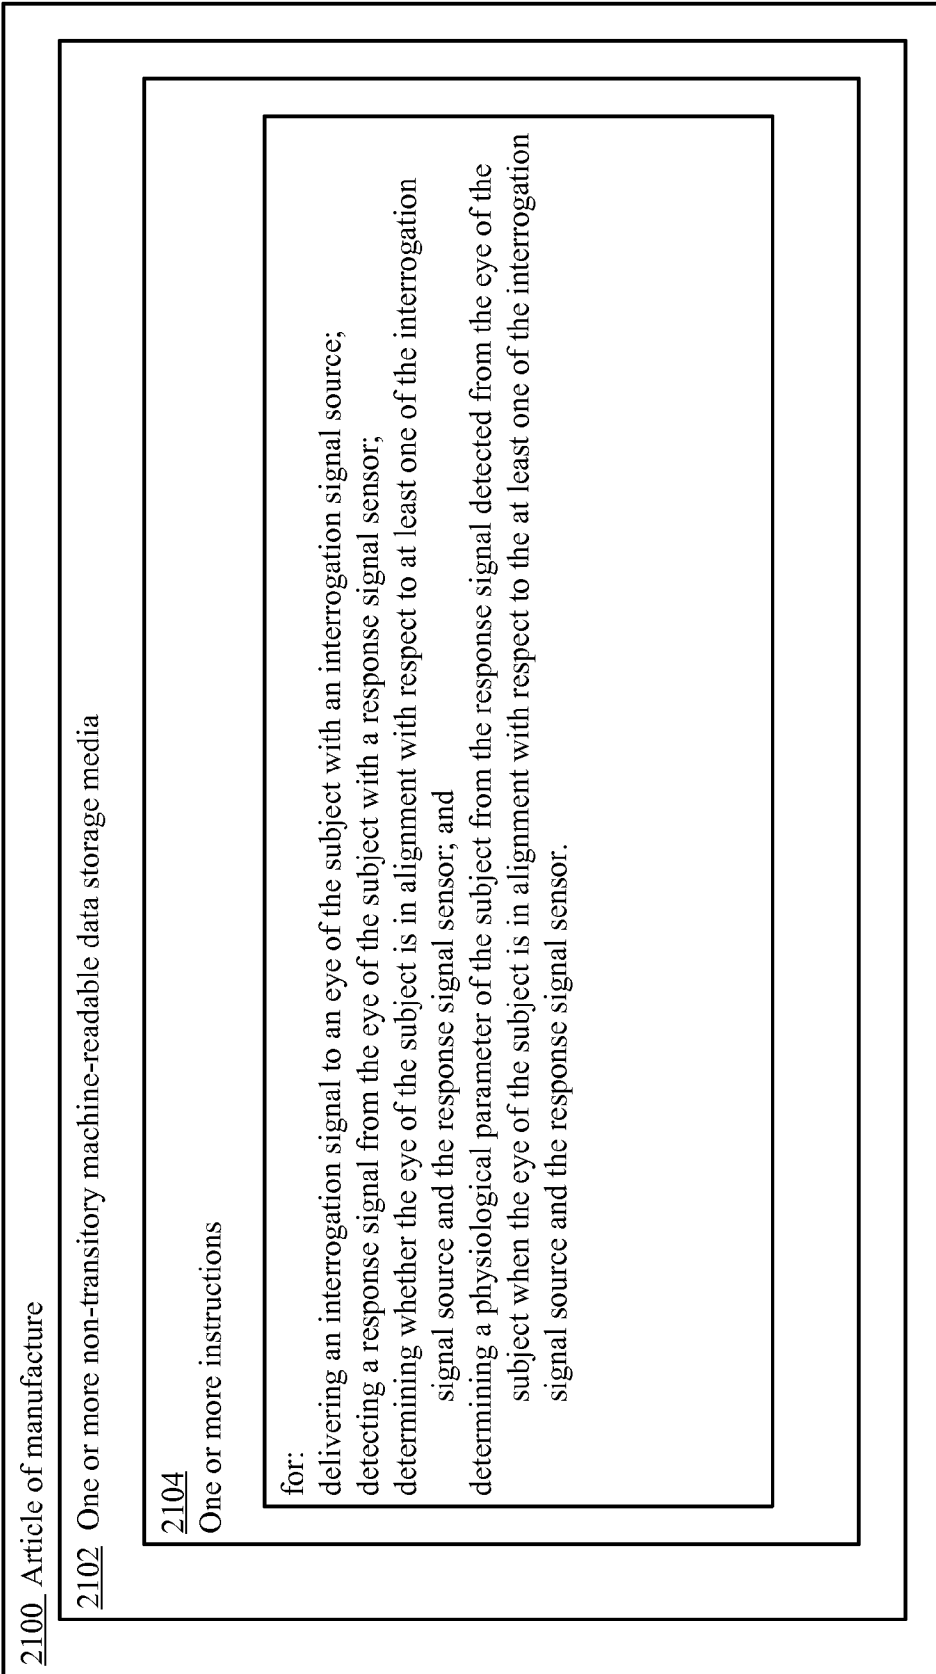 2100 Article of manufacture
2102 One or more non-transitory machine-readable data storage media
2104
One or more instructions
for:
delivering an interrogation signal to an eye of the subject with an interrogation signal source;
detecting a response signal from the eye of the subject with a response signal sensor;
determining whether the eye of the subject is in alignment with respect to at least one of the interrogation
signal source and the response signal sensor; and
determining a physiological parameter of the subject from the response signal detected from the eye of the
subject when the eye of the subject is in alignment with respect to the at least one of the interrogation
signal source and the response signal sensor.